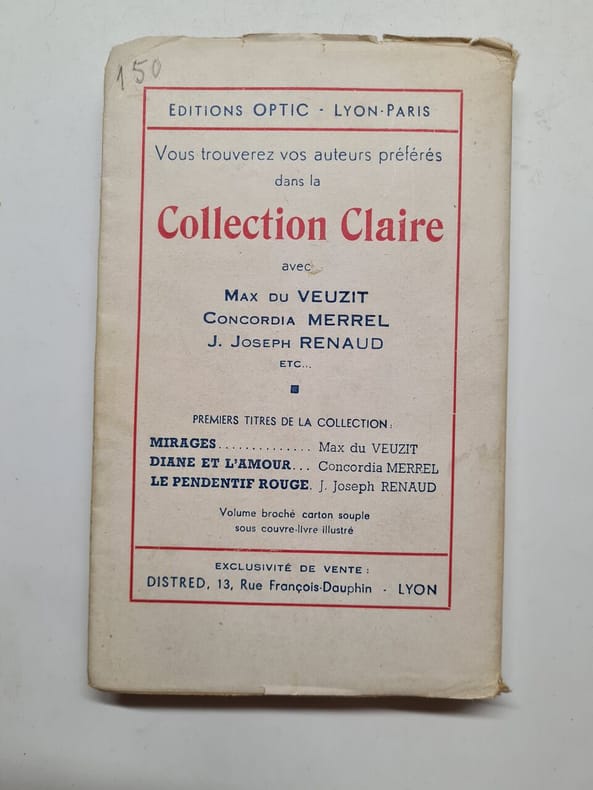 150
EDITIONS OPTIC - LYON-PARIS
Vous trouverez vos auteurs préférés
dans la
Collection Claire
avec
MAX DU VEUZIT
CONCORDIA MERREL
J. JOSEPH RENAUD
ETC...
PREMIERS TITRES DE LA COLLECTION :
MIRAGES.............. Max du VEUZIT
DIANE ET L'AMOUR... Concordia MERREL
LE PENDENTIF ROUGE. J. Joseph RENAUD
Volume broché carton souple
sous couvre-livre illustré
EXCLUSIVITÉ DE VENTE :
DISTRED, 13, Rue François-Dauphin - LYON